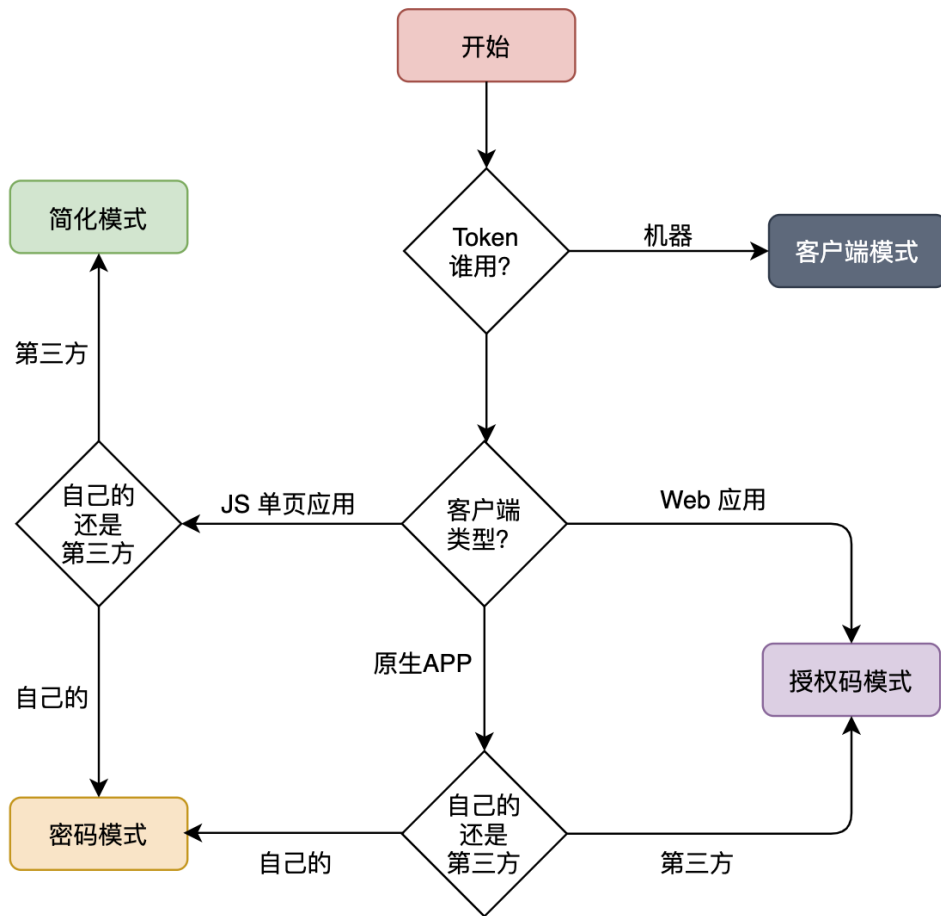 开始
Token
谁用?
机器
客户端模式
简化模式
第三方
自己的
还是
第三方
JS 单页应用
客户端
类型?
Web 应用
自己的
原生APP
授权码模式
密码模式
自己的
自己的
还是
第三方
第三方